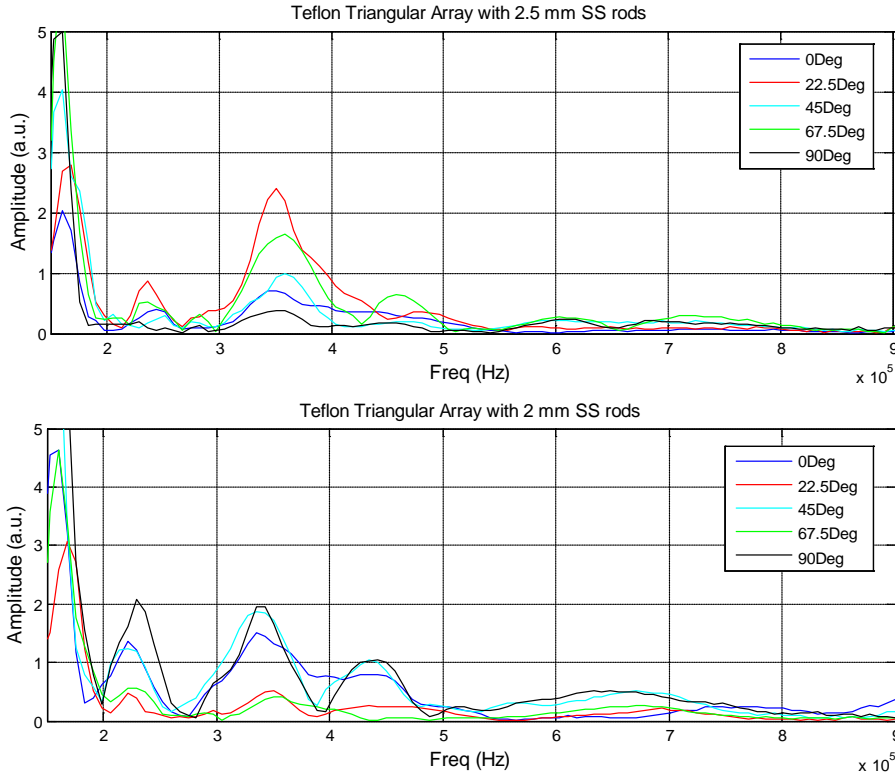 Teflon Triangular Array with 2.5 mm SS rods
5
4
3
2
1
0
Amplitude (a.u.)
0Deg
22.5Deg
45Deg
67.5Deg
90Deg
2 3 4 5 6 7 8 9
Freq (Hz)
x 10^5
Teflon Triangular Array with 2 mm SS rods
5
4
3
2
1
0
Amplitude (a.u.)
0Deg
22.5Deg
45Deg
67.5Deg
90Deg
2 3 4 5 6 7 8 9
Freq (Hz)
x 10^5